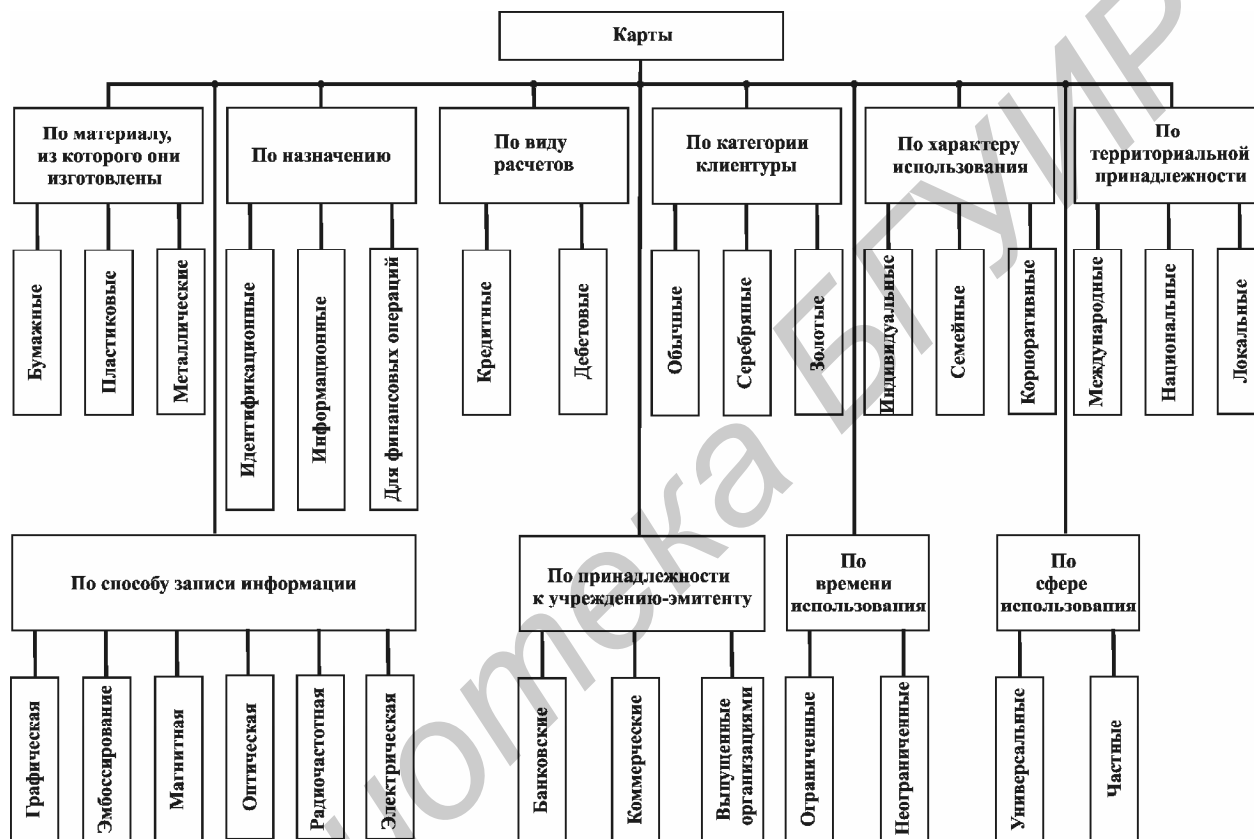 Карты
По материалу,
из которого они
изготовлены
По назначению
По виду
расчетов
По категории
клиентуры
По характеру
использования
По
территориальной
принадлежности
Бумажные
Пластиковые
Металлические
Идентификационные
Информационные
Для финансовых операций
Кредитные
Дебетовые
Обычные
Серебряные
Золотые
Индивидуальные
Семейные
Корпоративные
Международные
Национальные
Локальные
По способу записи информации
По принадлежности
к учреждению-эмитенту
По
времени
использования
По
сфере
использования
Графическая
Эмбоссирование
Магнитная
Оптическая
Радиочастотная
Электрическая
Банковские
Коммерческие
Выпущенные
организациями
Ограниченные
Неограниченные
Универсальные
Частные
отека БГУИР